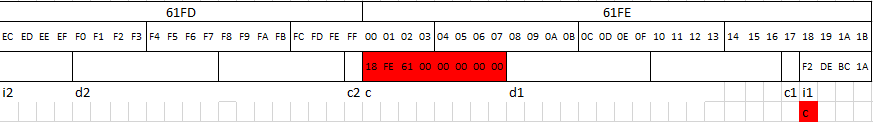 61FD 61FE
EC ED EE EF F0 F1 F2 F3 F4 F5 F6 F7 F8 F9 FA FB FC FD FE FF 00 01 02 03 04 05 06 07 08 09 0A 0B 0C 0D 0E 0F 10 11 12 13 14 15 16 17 18 19 1A 1B
18 FE 61 00 00 00 00 00 F2 DE BC 1A
i2 d2 c2 c d1 c1 i1
c